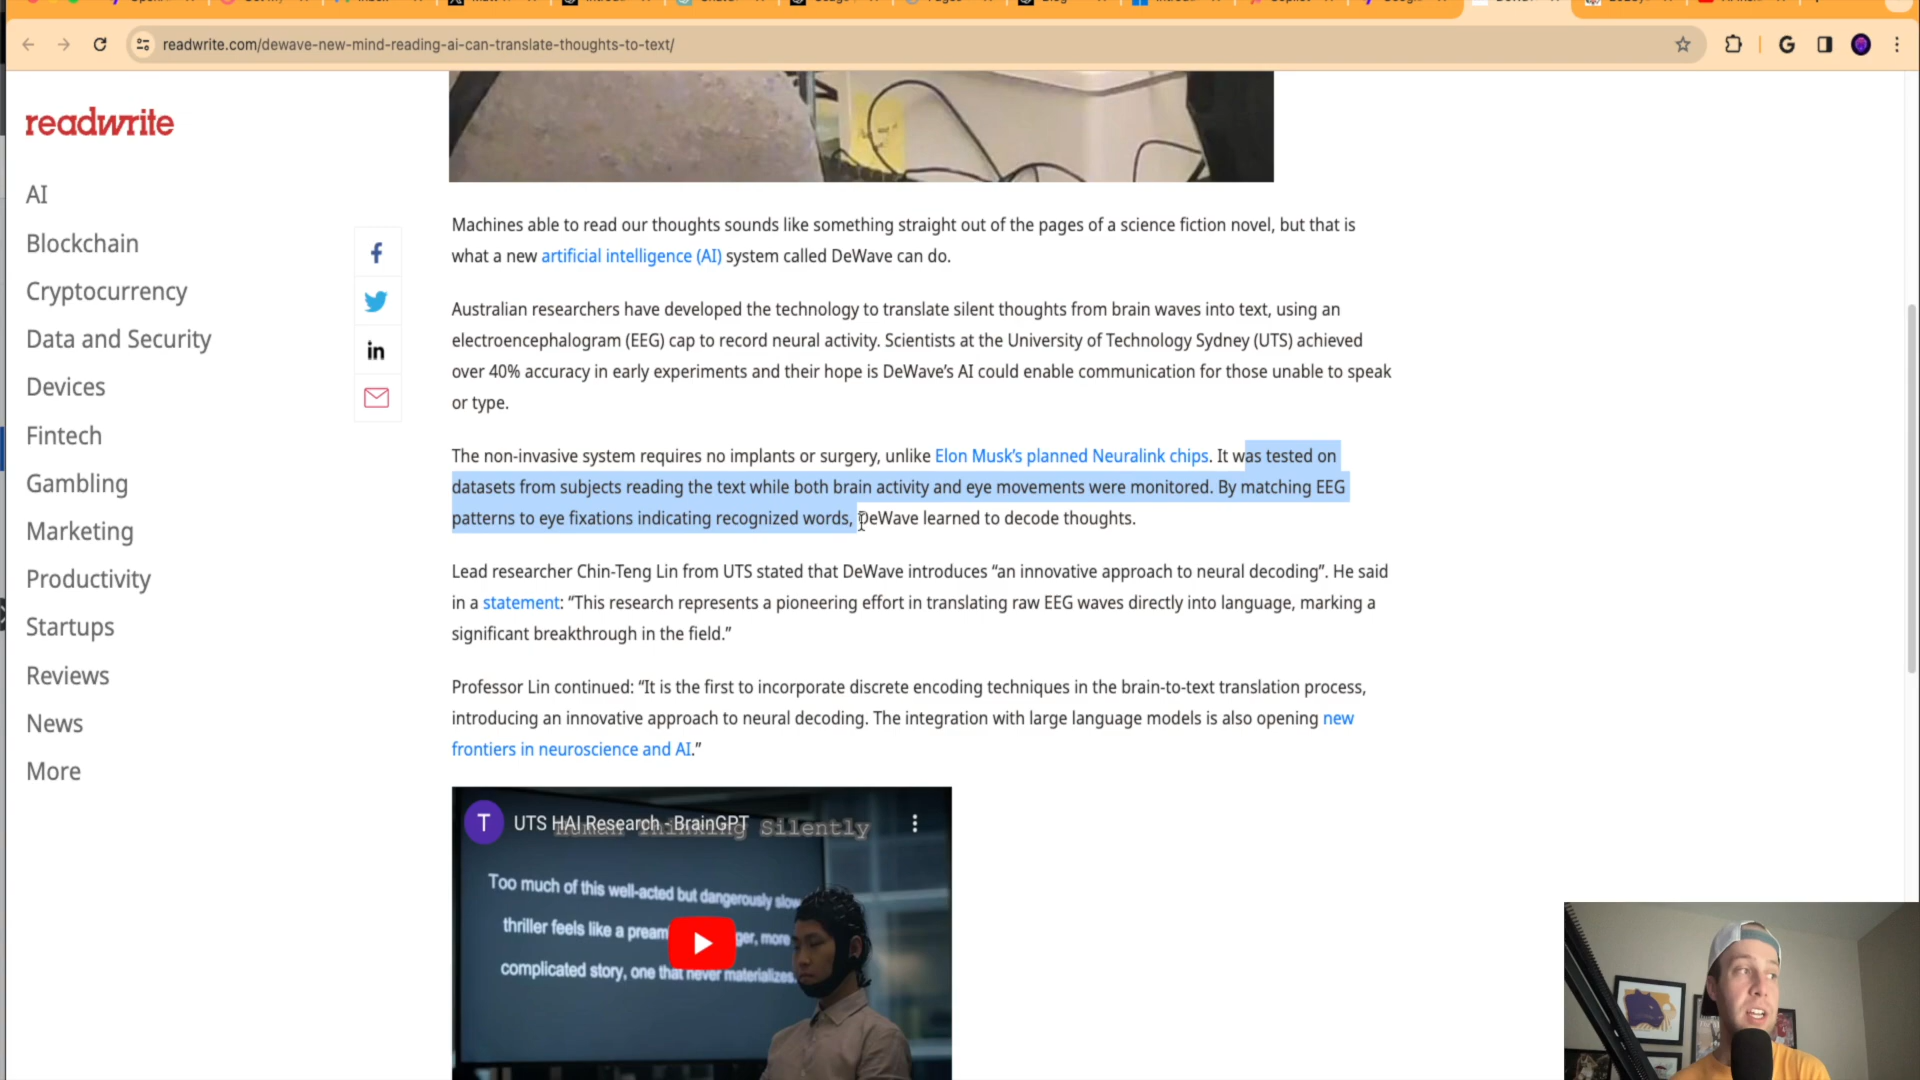 readwrite.com/dewave-new-mind-reading-ai-can-translate-thoughts-to-text/
readwrite
AI
Blockchain
Cryptocurrency
Data and Security
Devices
Fintech
Gambling
Marketing
Productivity
Startups
Reviews
News
More
Machines able to read our thoughts sounds like something straight out of the pages of a science fiction novel, but that is
what a new artificial intelligence (AI) system called DeWave can do.
Australian researchers have developed the technology to translate silent thoughts from brain waves into text, using an
electroencephalogram (EEG) cap to record neural activity. Scientists at the University of Technology Sydney (UTS) achieved
over 40% accuracy in early experiments and their hope is DeWave’s AI could enable communication for those unable to speak
or type.
The non-invasive system requires no implants or surgery, unlike Elon Musk’s planned Neuralink chips. It was tested on
datasets from subjects reading the text while both brain activity and eye movements were monitored. By matching EEG
patterns to eye fixations indicating recognized words, DeWave learned to decode thoughts.
Lead researcher Chin-Teng Lin from UTS stated that DeWave introduces “an innovative approach to neural decoding”. He said
in a statement: “This research represents a pioneering effort in translating raw EEG waves directly into language, marking a
significant breakthrough in the field.”
Professor Lin continued: “It is the first to incorporate discrete encoding techniques in the brain-to-text translation process,
introducing an innovative approach to neural decoding. The integration with large language models is also opening new
frontiers in neuroscience and AI.”
T UTS HAI Research - BrainGPT
Human Thinking Silently
Too much of this well-acted but dangerously slow
thriller feels like a pream ger, more
complicated story, one that never materializes.